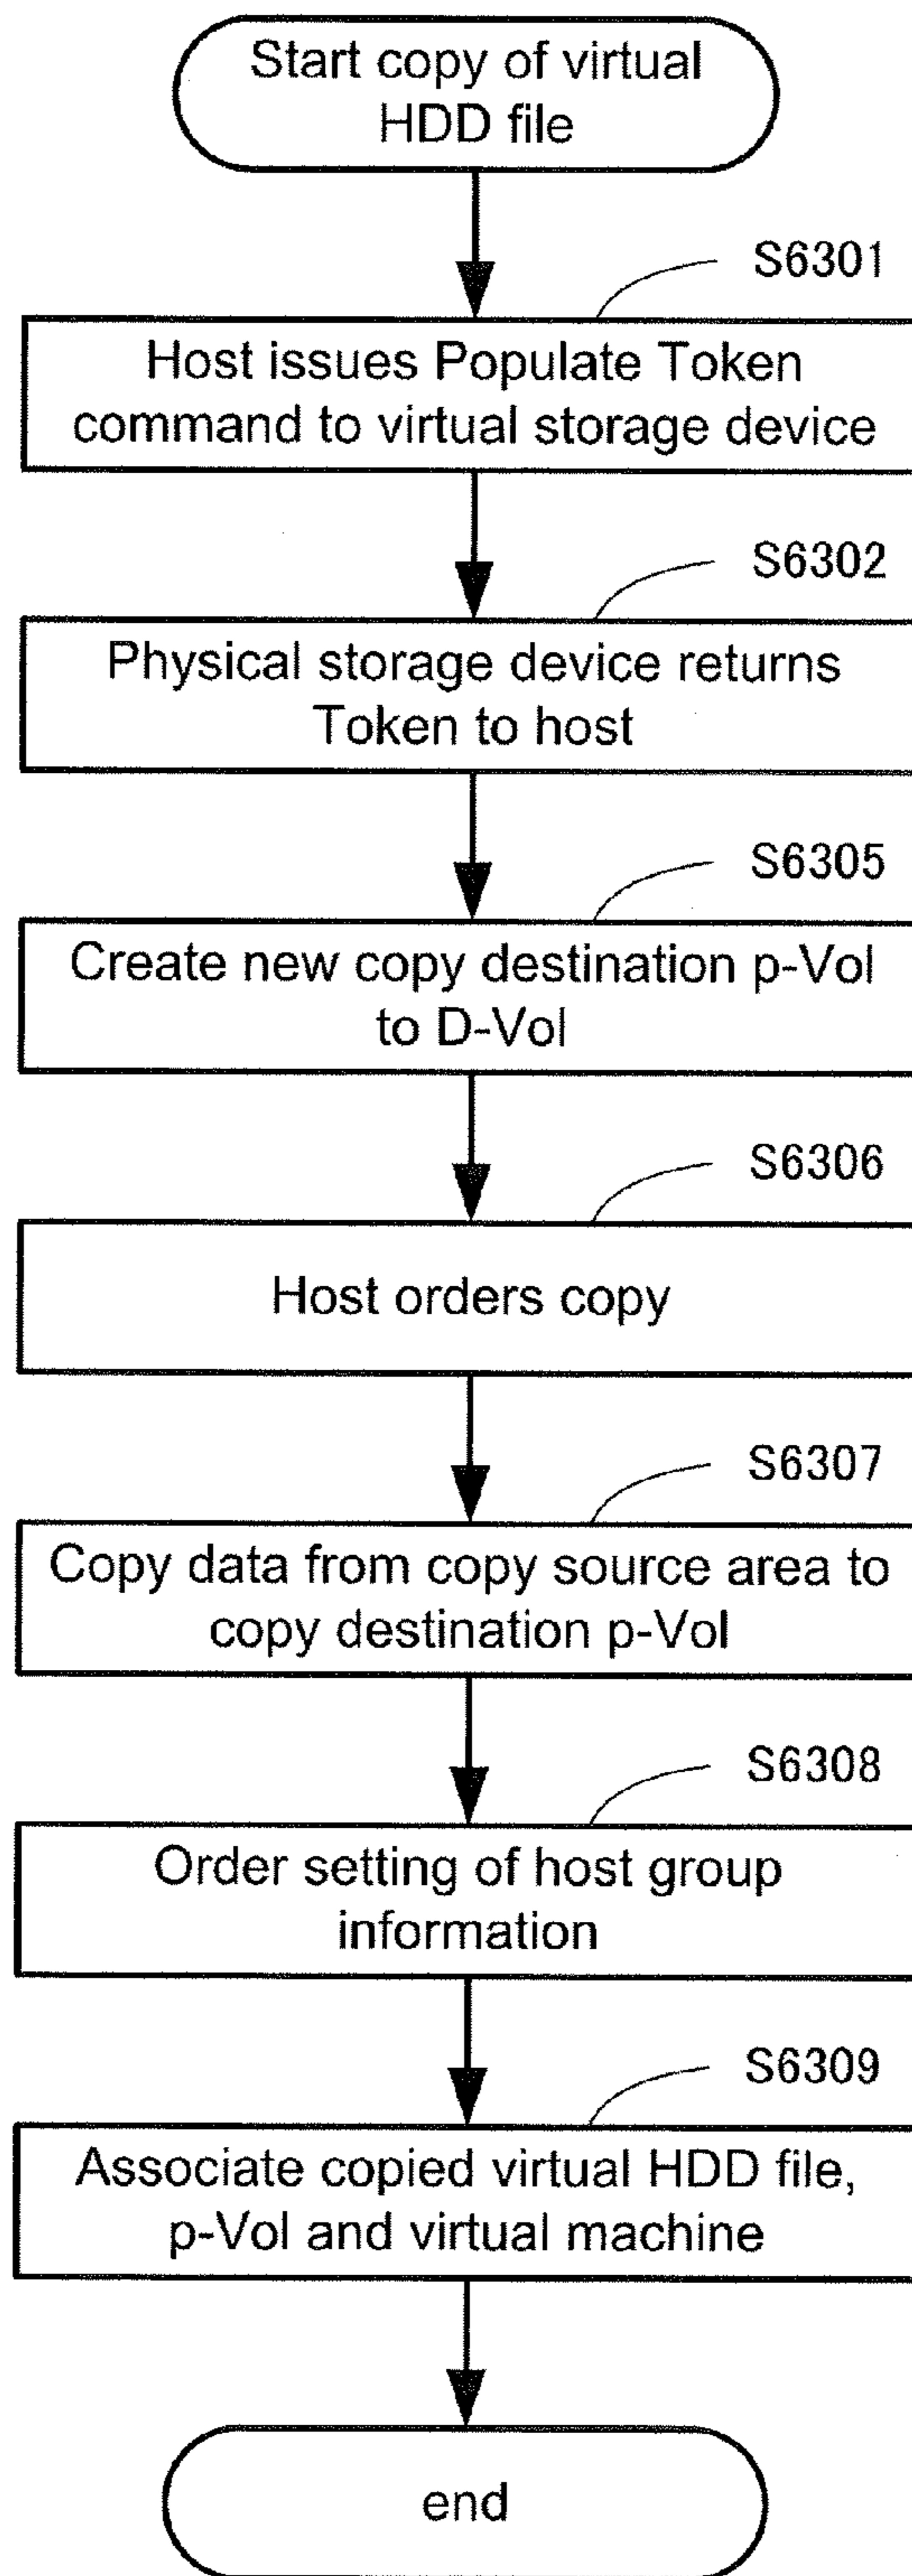 Start copy of virtual
HDD file
S6301
Host issues Populate Token
command to virtual storage device
S6302
Physical storage device returns
Token to host
S6305
Create new copy destination p-Vol
to D-Vol
S6306
Host orders copy
S6307
Copy data from copy source area to
copy destination p-Vol
S6308
Order setting of host group
information
S6309
Associate copied virtual HDD file,
p-Vol and virtual machine
end